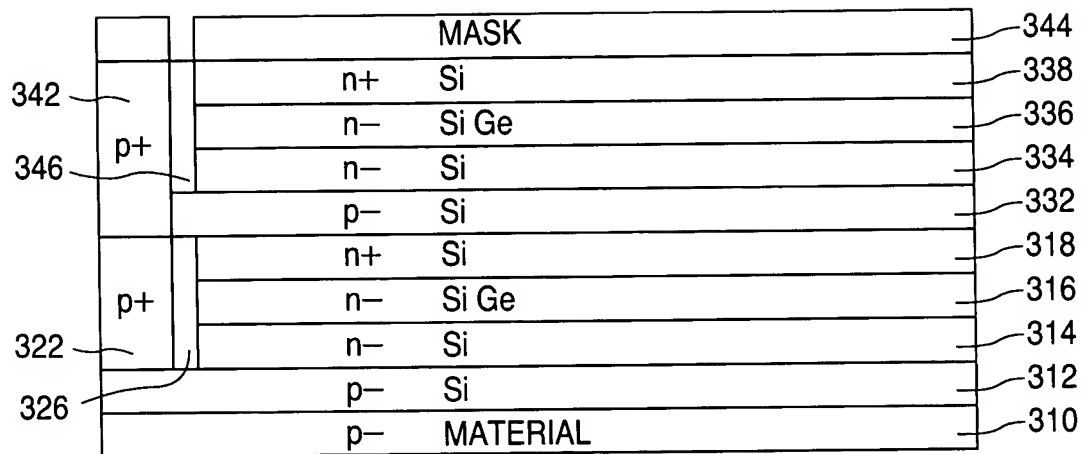 MASK 344
342 n+ Si 338
n− Si Ge 336
p+
346 n− Si 334
p− Si 332
n+ Si 318
p+ n− Si Ge 316
322 n− Si 314
326 p− Si 312
p− MATERIAL 310